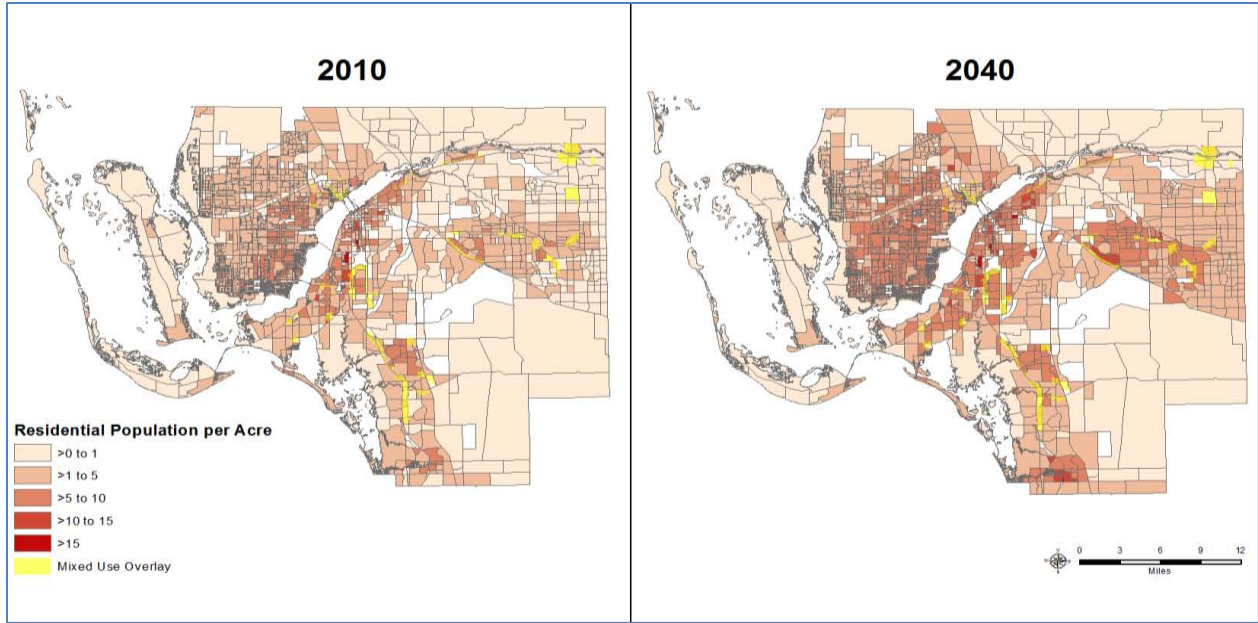 2010
2040
Residential Population per Acre
>0 to 1
>1 to 5
>5 to 10
>10 to 15
>15
Mixed Use Overlay
0 3 6 9 12
Miles